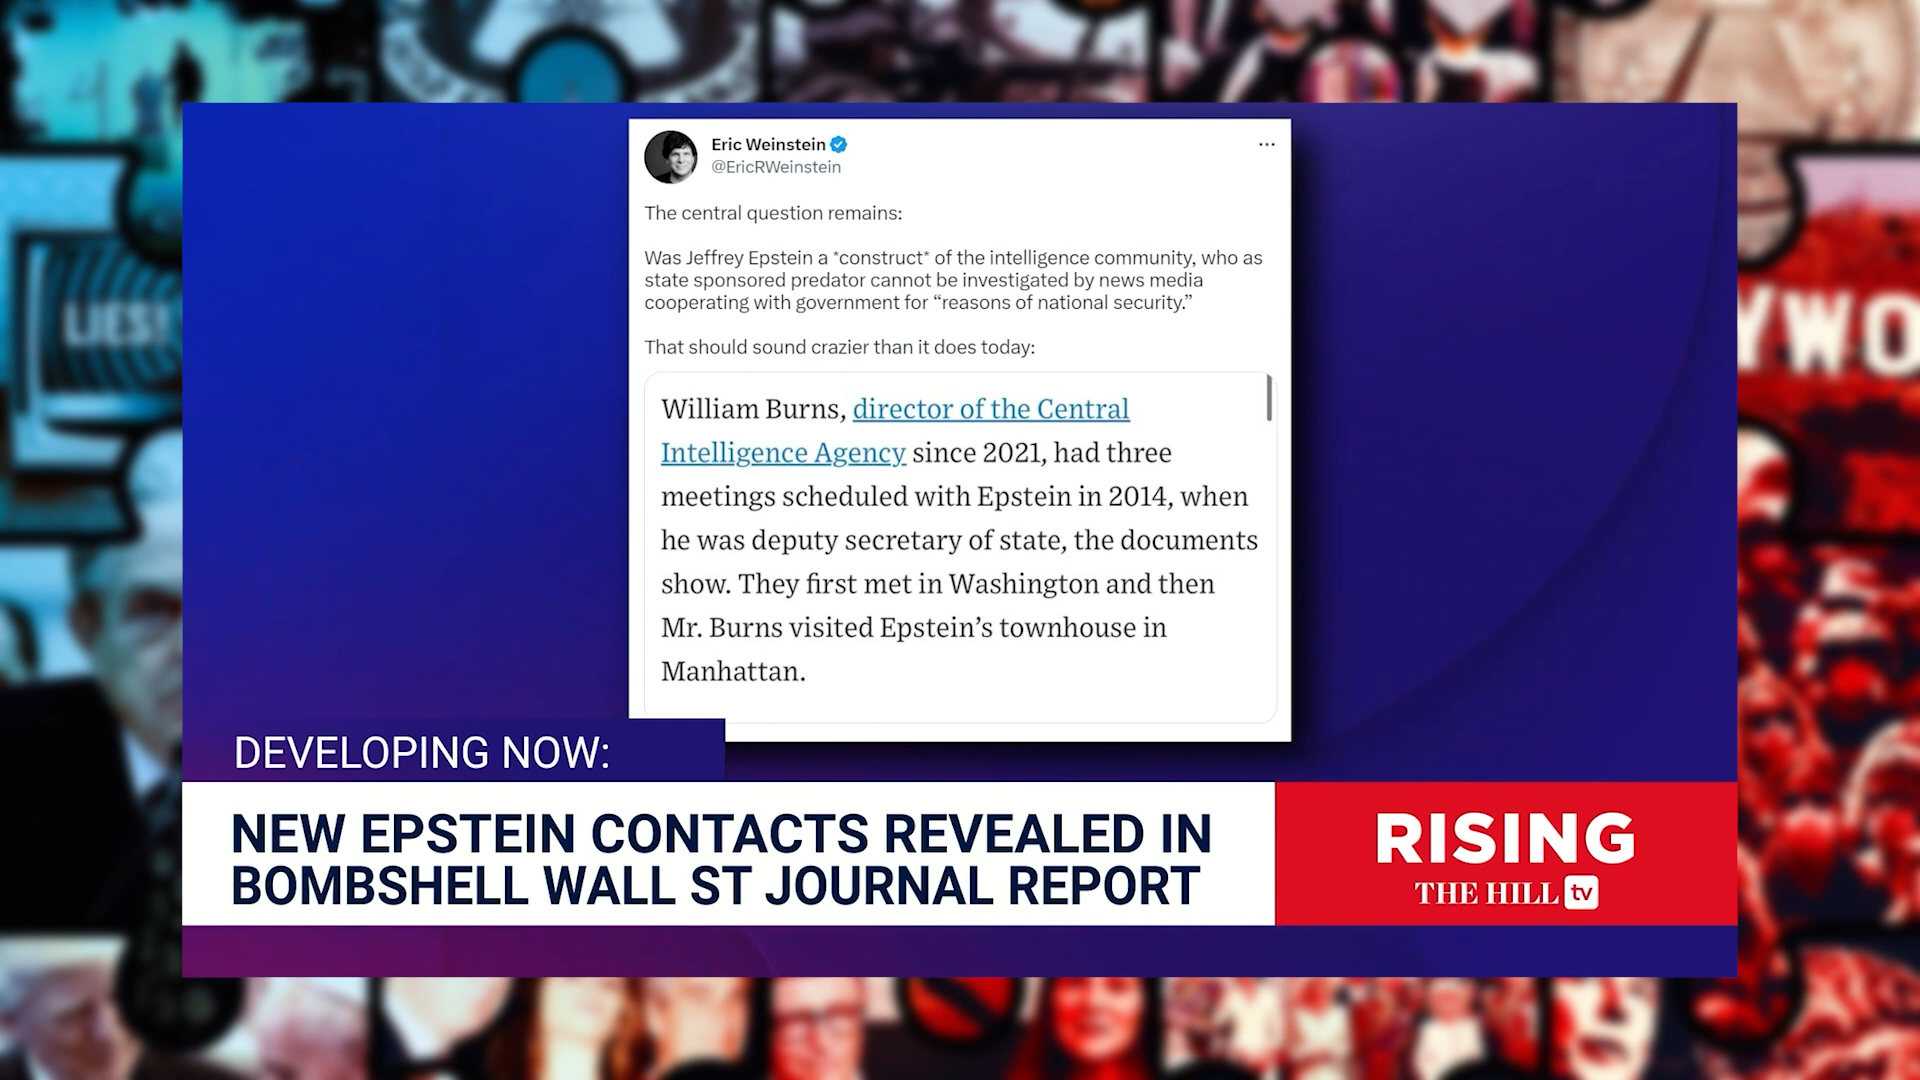 Eric Weinstein
@EricRWeinstein
The central question remains:
Was Jeffrey Epstein a *construct* of the intelligence community, who as
state sponsored predator cannot be investigated by news media
cooperating with government for “reasons of national security.”
That should sound crazier than it does today:
William Burns, director of the Central
Intelligence Agency since 2021, had three
meetings scheduled with Epstein in 2014, when
he was deputy secretary of state, the documents
show. They first met in Washington and then
Mr. Burns visited Epstein’s townhouse in
Manhattan.
LIES!
YWO
DEVELOPING NOW:
NEW EPSTEIN CONTACTS REVEALED IN
BOMBSHELL WALL ST JOURNAL REPORT
RISING
THE HILL tv